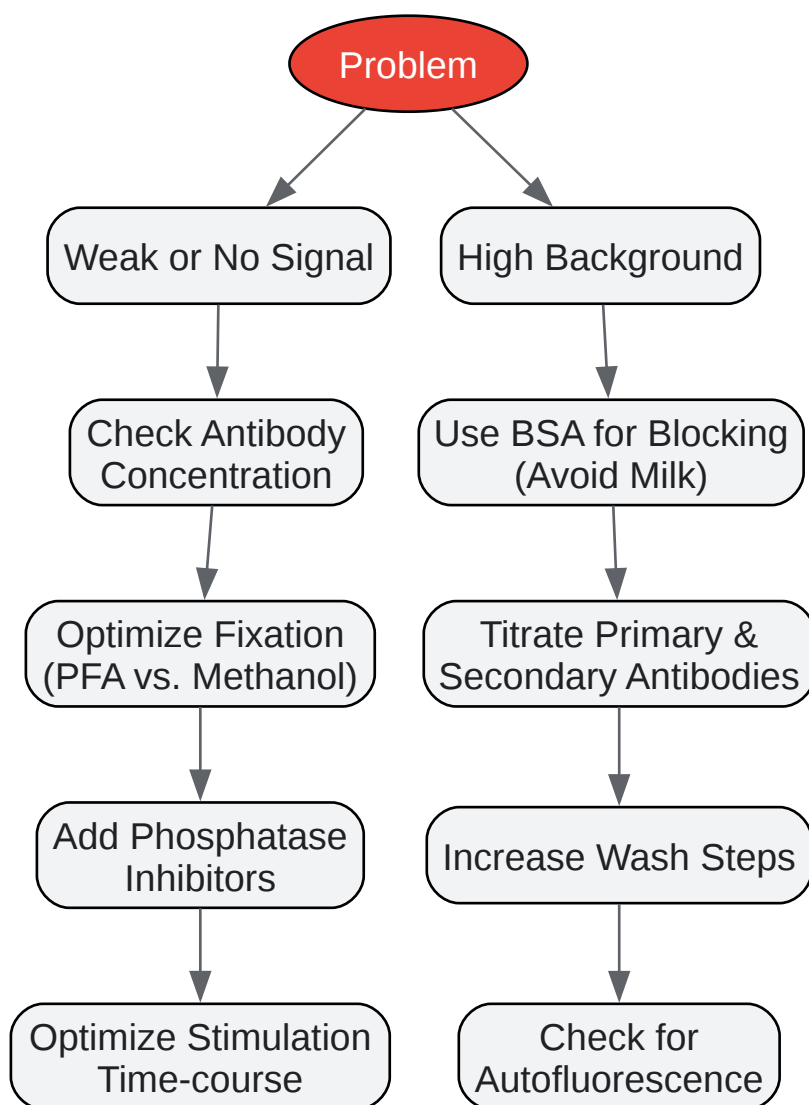 Problem
Weak or No Signal
High Background
Check Antibody
Concentration
Use BSA for Blocking
(Avoid Milk)
Optimize Fixation
(PFA vs. Methanol)
Titrate Primary &
Secondary Antibodies
Add Phosphatase
Inhibitors
Increase Wash Steps
Optimize Stimulation
Time-course
Check for
Autofluorescence